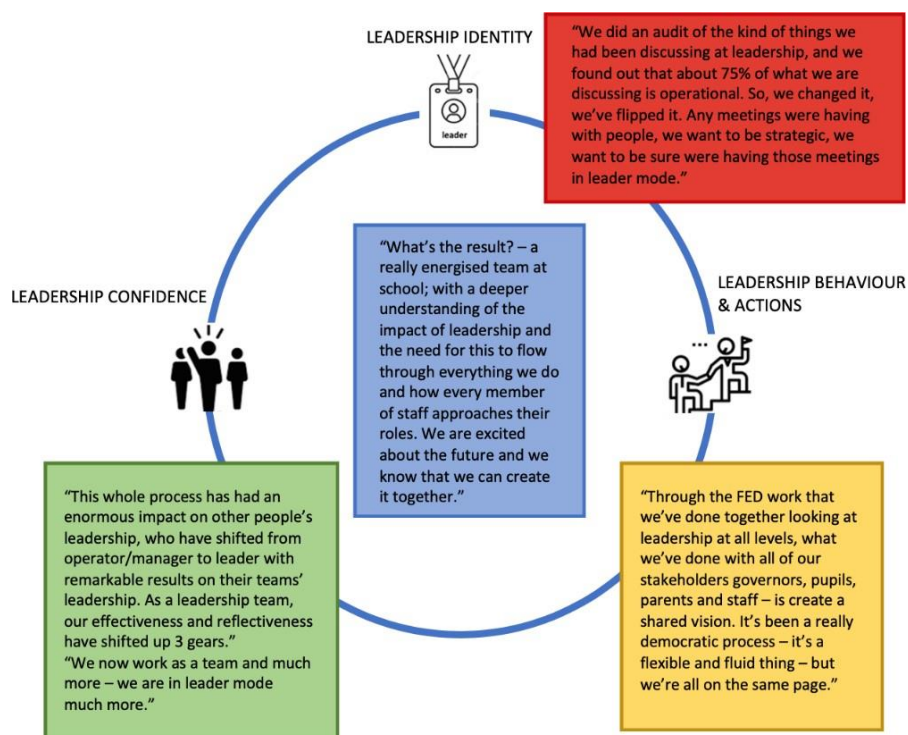 LEADERSHIP IDENTITY
leader
“We did an audit of the kind of things we
had been discussing at leadership, and we
found out that about 75% of what we are
discussing is operational. So, we changed it,
we’ve flipped it. Any meetings were having
with people, we want to be strategic, we
want to be sure were having those meetings
in leader mode.”
“What’s the result? – a
really energised team at
school; with a deeper
understanding of the
impact of leadership and
the need for this to flow
through everything we do
and how every member
of staff approaches their
roles. We are excited
about the future and we
know that we can create
it together.”
LEADERSHIP CONFIDENCE
LEADERSHIP BEHAVIOUR
& ACTIONS
“This whole process has had an
enormous impact on other people’s
leadership, who have shifted from
operator/manager to leader with
remarkable results on their teams’
leadership. As a leadership team,
our effectiveness and reflectiveness
have shifted up 3 gears.”
“We now work as a team and much
more – we are in leader mode
much more.”
“Through the FED work that
we’ve done together looking at
leadership at all levels, what
we’ve done with all of our
stakeholders governors, pupils,
parents and staff – is create a
shared vision. It’s been a really
democratic process – it’s a
flexible and fluid thing – but
we’re all on the same page.”